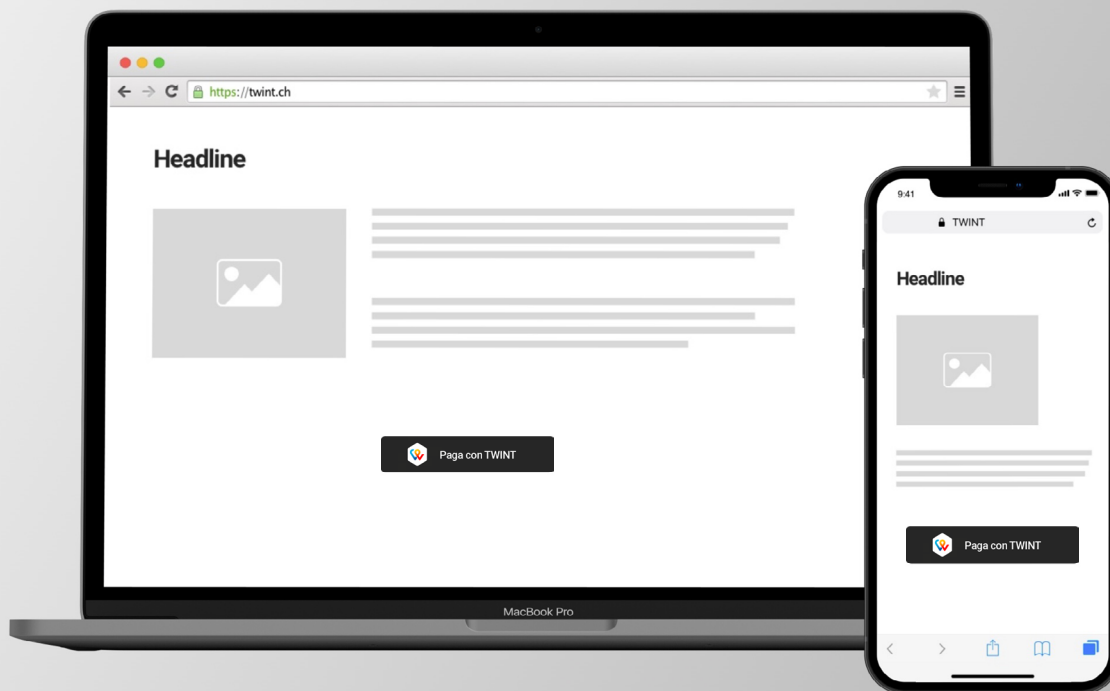 https://twint.ch
Headline
Paga con TWINT
MacBook Pro
9:41
TWINT
Headline
Paga con TWINT